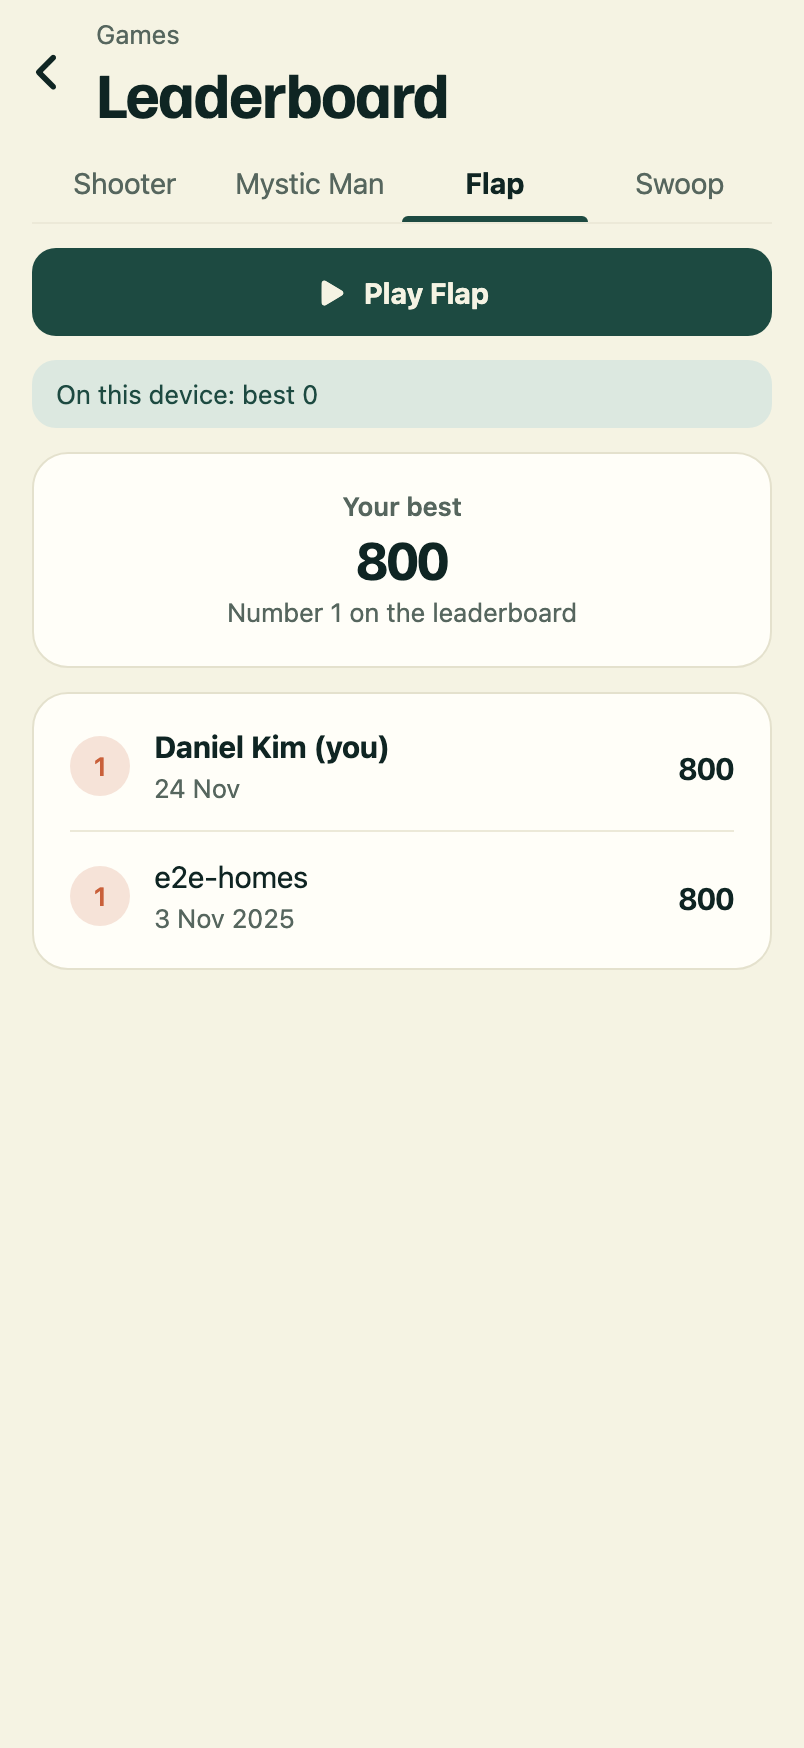 Games
Leaderboard
Shooter Mystic Man Flap Swoop
Play Flap
On this device: best 0
Your best
800
Number 1 on the leaderboard
1 Daniel Kim (you) 800
24 Nov
1 e2e-homes 800
3 Nov 2025